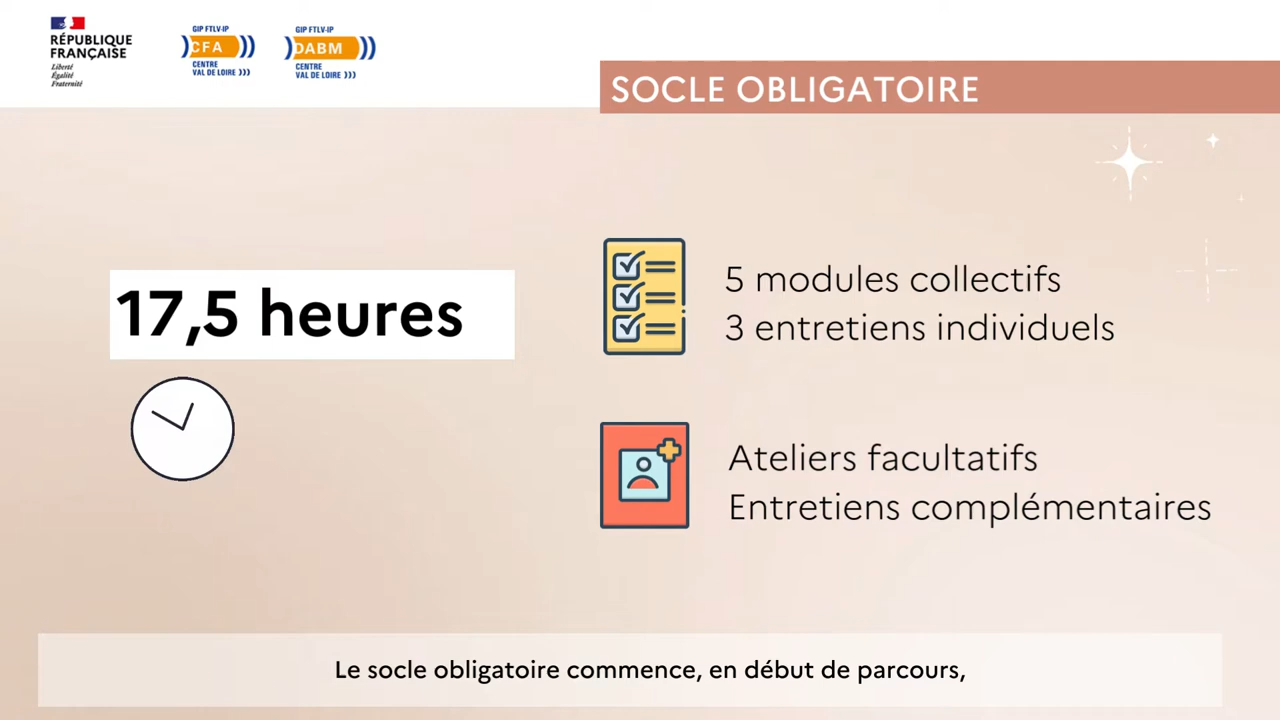 RÉPUBLIQUE
FRANÇAISE
Liberté
Égalité
Fraternité
GIP FTLV-IP
CFA
CENTRE
VAL DE LOIRE
GIP FTLV-IP
DABM
CENTRE
VAL DE LOIRE
SOCLE OBLIGATOIRE
17,5 heures
5 modules collectifs
3 entretiens individuels
Ateliers facultatifs
Entretiens complémentaires
Le socle obligatoire commence, en début de parcours,